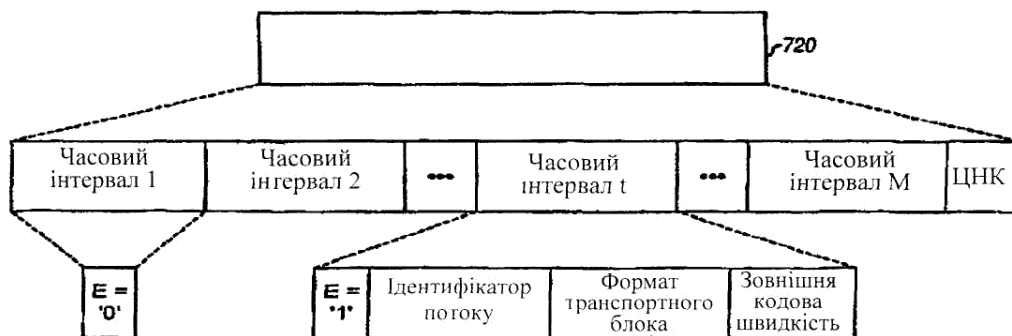 720
Часовий інтервал 1
Часовий інтервал 2
•••
Часовий інтервал t
•••
Часовий інтервал M
ЦНК
E = '0'
E = '1'
Ідентифікатор потоку
Формат транспортного блока
Зовнішня кодова швидкість